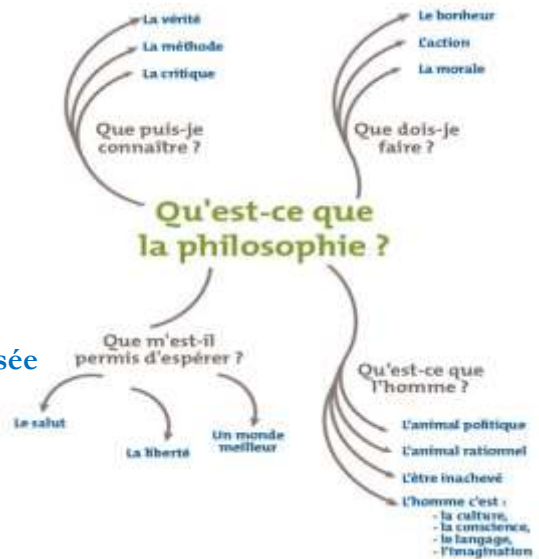 La vérité
La méthode
La critique
Que puis-je
connaître ?
Le bonheur
L'action
La morale
Que dois-je
faire ?
Qu'est-ce que
la philosophie ?
sée
Que m'est-il
permis d'espérer ?
Le salut
La liberté
Un monde
meilleur
Qu'est-ce que
l'homme ?
L'animal politique
L'animal rationnel
L'être inachevé
L'homme c'est :
- la culture,
- la conscience,
- le langage,
- l'imagination